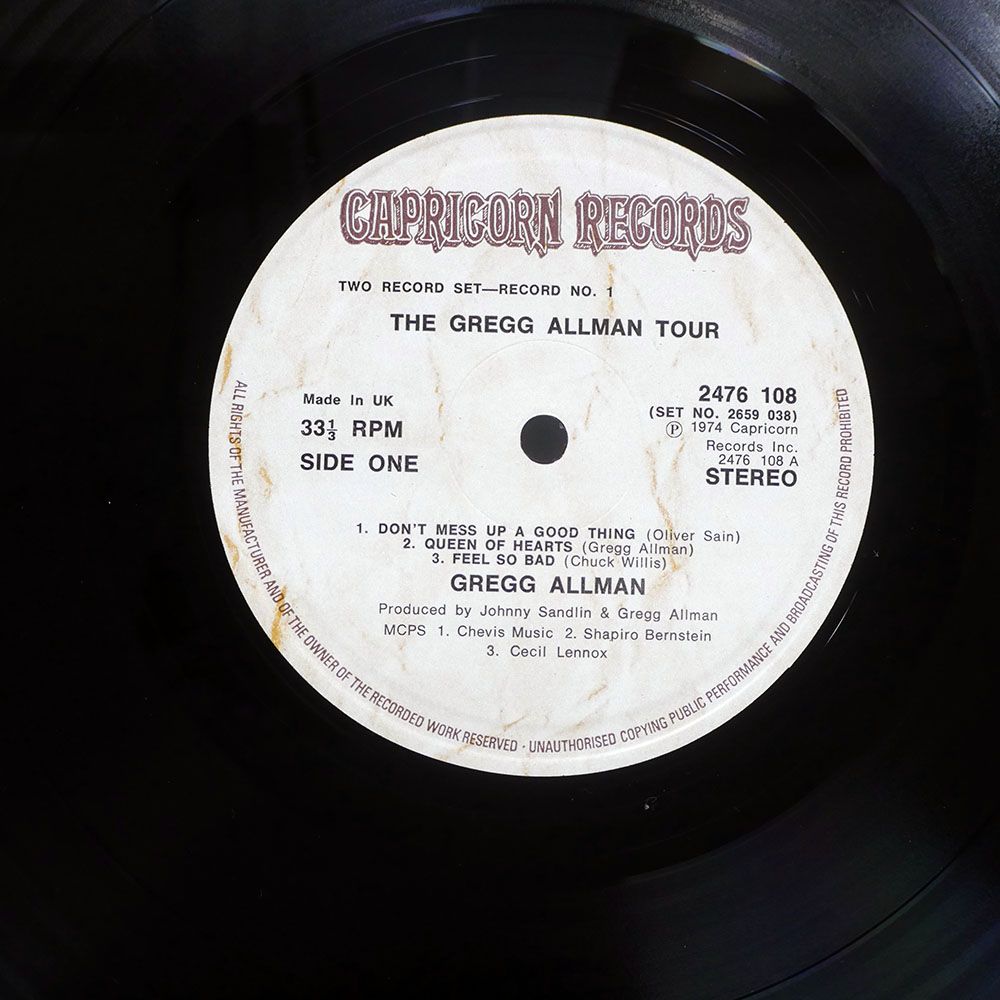 CAPRICORN RECORDS
TWO RECORD SET—RECORD NO. 1
THE GREGG ALLMAN TOUR
Made In UK
33⅓ RPM
SIDE ONE
2476 108
(SET NO. 2659 038)
℗ 1974 Capricorn
Records Inc.
2476 108 A
STEREO
1. DON'T MESS UP A GOOD THING (Oliver Sain)
2. QUEEN OF HEARTS (Gregg Allman)
3. FEEL SO BAD (Chuck Willis)
GREGG ALLMAN
Produced by Johnny Sandlin & Gregg Allman
MCPS 1. Chevis Music 2. Shapiro Bernstein
3. Cecil Lennox
ALL RIGHTS OF THE MANUFACTURER AND OF THE OWNER OF THE RECORDED WORK RESERVED · UNAUTHORISED COPYING PUBLIC PERFORMANCE AND BROADCASTING OF THIS RECORD PROHIBITED